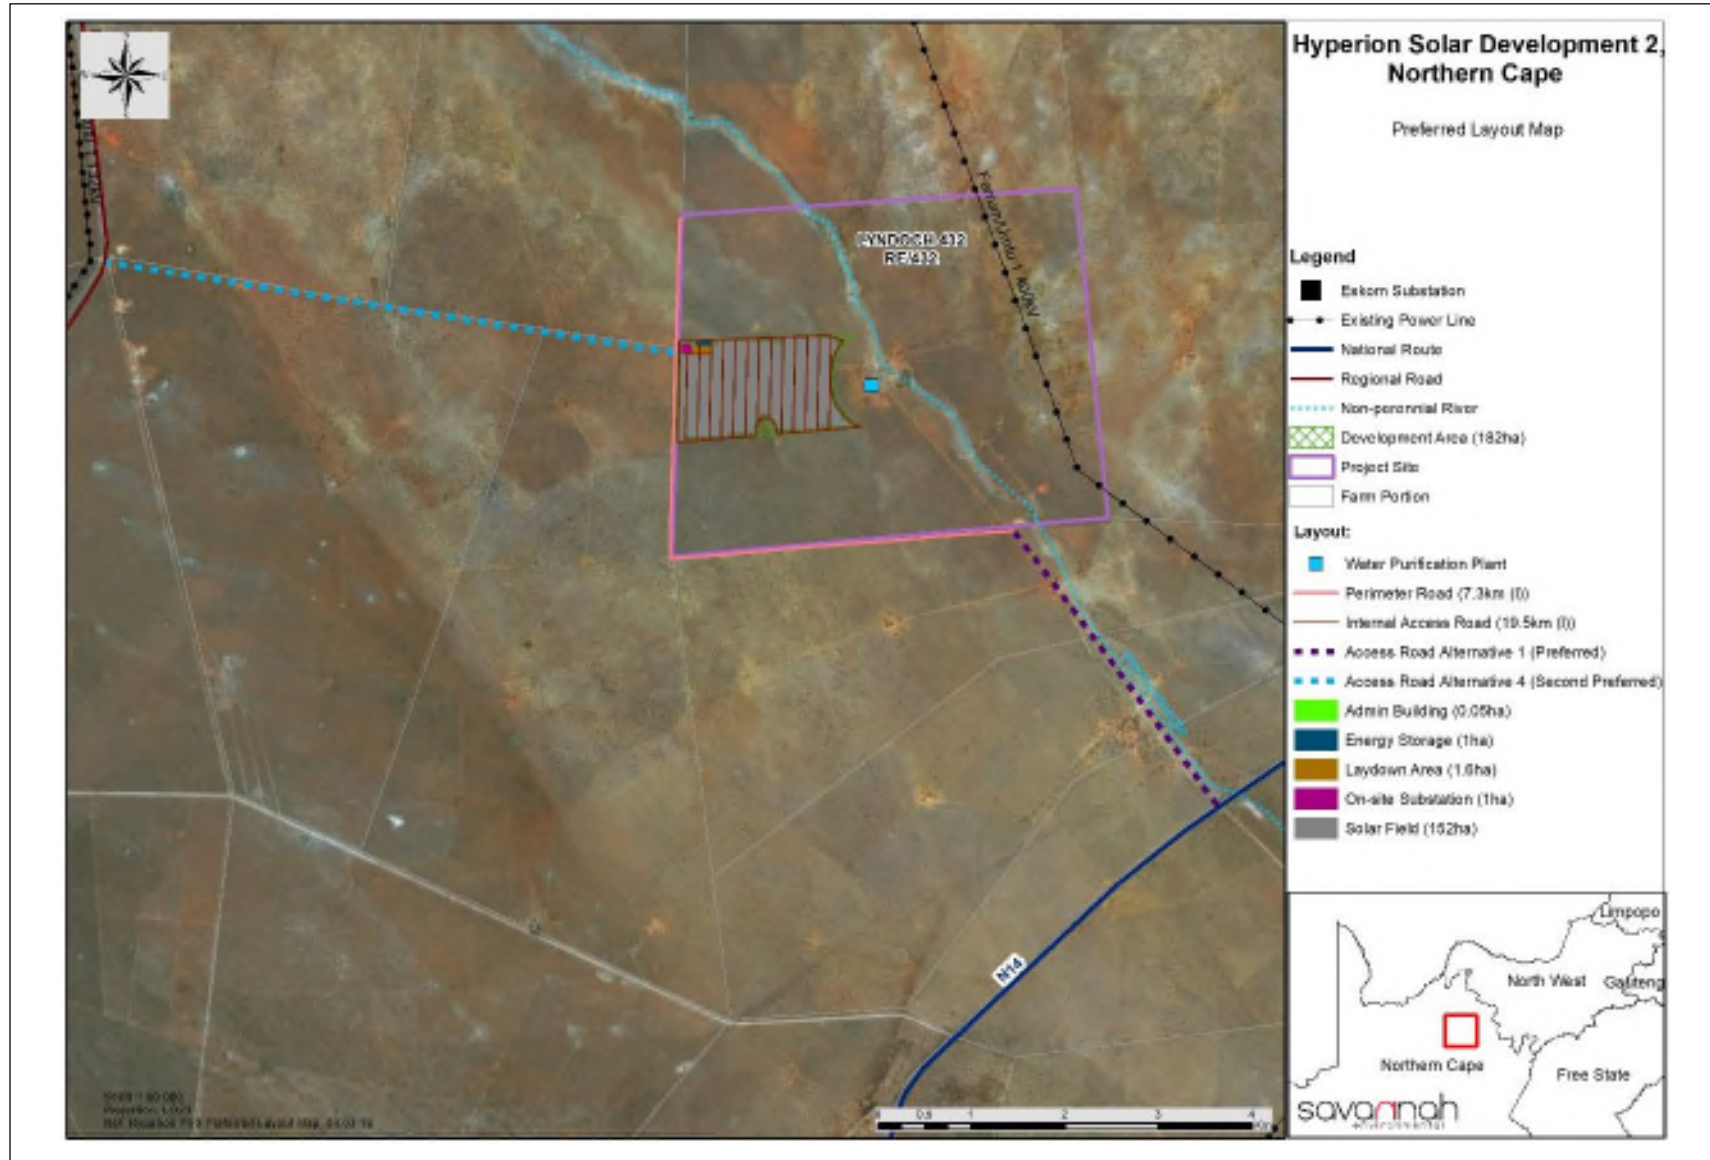 Hyperion Solar Development 2,
Northern Cape
Preferred Layout Map
LYNDOCH 432
RE/432
N14
Legend
Eskom Substation
Existing Power Line
National Route
Regional Road
Non-perennial River
Development Area (182ha)
Project Site
Farm Portion
Layout:
Water Purification Plant
Perimeter Road (7.3km (l))
Internal Access Road (19.5km (l))
Access Road Alternative 1 (Preferred)
Access Road Alternative 4 (Second Preferred)
Admin Building (0.05ha)
Energy Storage (1ha)
Laydown Area (1.6ha)
On-site Substation (1ha)
Solar Field (152ha)
Limpopo
North West
Gauteng
Northern Cape
Free State
savannah
environmental
0 0.5 1 2 3 4
Km